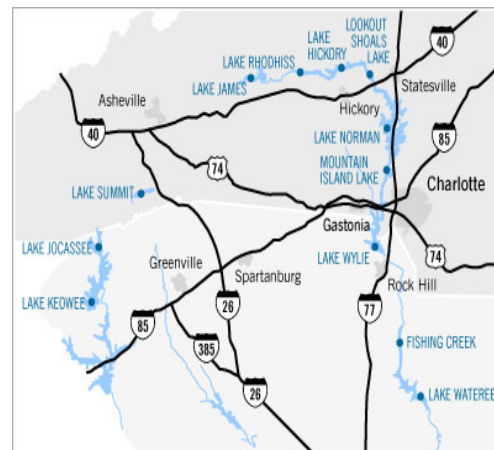 LOOKOUT
SHOALS
LAKE
LAKE
HICKORY
40
LAKE RHODHISS
LAKE JAMES
Statesville
Asheville
Hickory
40
LAKE NORMAN
85
74
MOUNTAIN
ISLAND LAKE
Charlotte
LAKE SUMMIT
Gastonia
LAKE JOCASSEE
LAKE WYLIE
74
Greenville
Spartanburg
Rock Hill
LAKE KEOWEE
26
77
85
385
FISHING CREEK
26
LAKE WATEREE